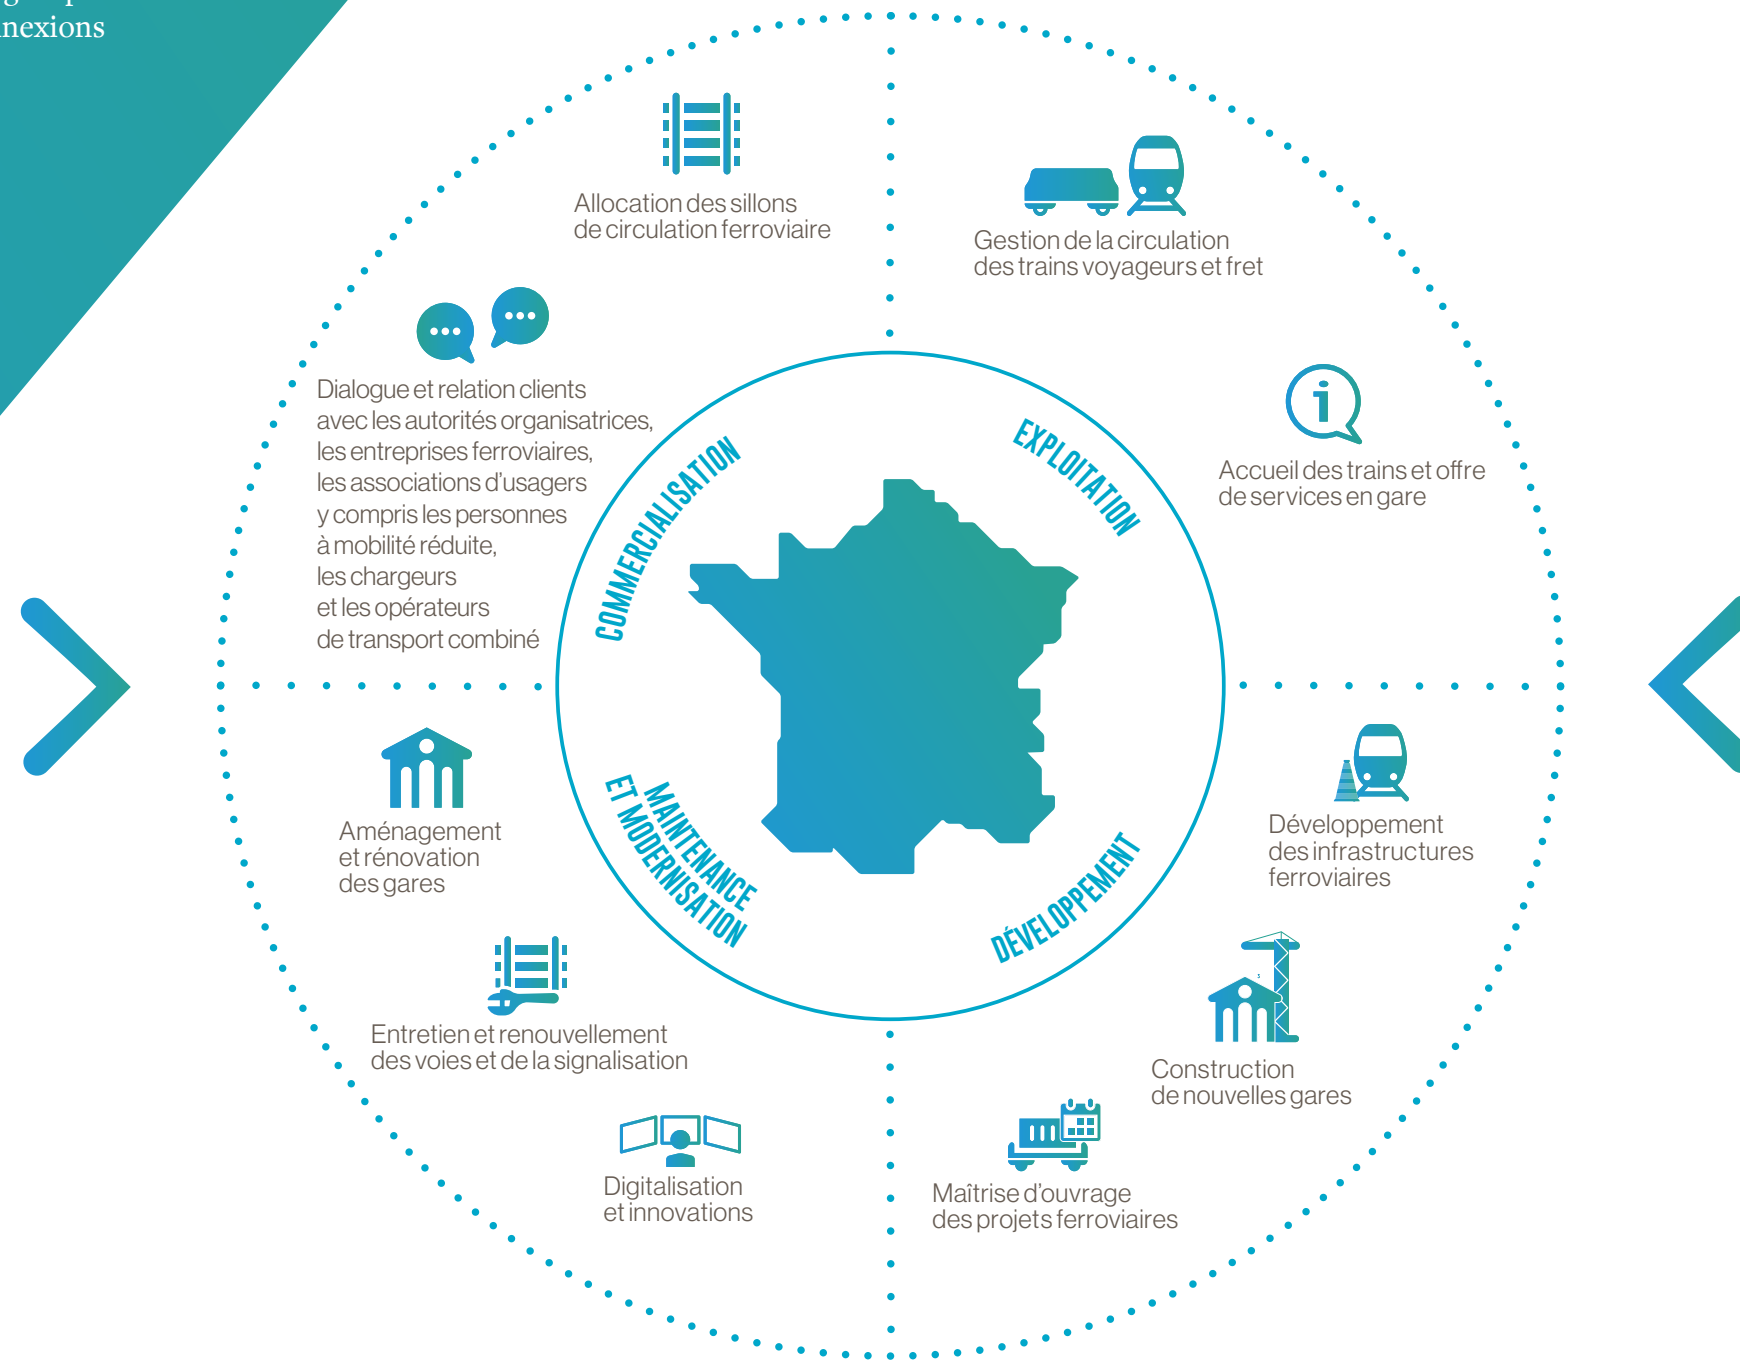 nexions
Allocation des sillons
de circulation ferroviaire
Gestion de la circulation
des trains voyageurs et fret
Dialogue et relation clients
avec les autorités organisatrices,
les entreprises ferroviaires,
les associations d'usagers
y compris les personnes
à mobilité réduite,
les chargeurs
et les opérateurs
de transport combiné
Accueil des trains et offre
de services en gare
COMMERCIALISATION
EXPLOITATION
MAINTENANCE
ET MODERNISATION
DÉVELOPPEMENT
Aménagement
et rénovation
des gares
Entretien et renouvellement
des voies et de la signalisation
Digitalisation
et innovations
Développement
des infrastructures
ferroviaires
Construction
de nouvelles gares
Maîtrise d'ouvrage
des projets ferroviaires